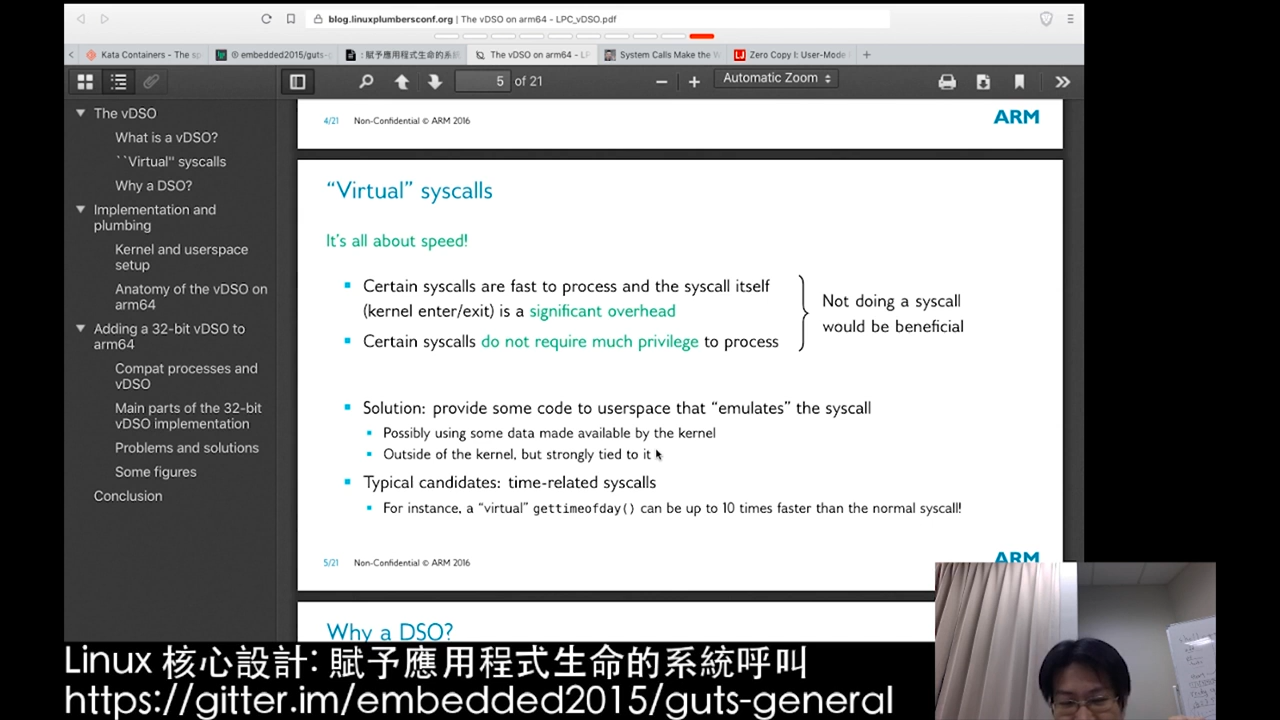 blog.linuxplumbersconf.org | The vDSO on arm64 - LPC_vDSO.pdf
Kata Containers - The sp
embedded2015/guts-
: 賦予應用程式生命的系統
The vDSO on arm64 - LP
System Calls Make the W
Zero Copy I: User-Mode
5 of 21
Automatic Zoom
The vDSO
What is a vDSO?
``Virtual'' syscalls
Why a DSO?
Implementation and
plumbing
Kernel and userspace
setup
Anatomy of the vDSO on
arm64
Adding a 32-bit vDSO to
arm64
Compat processes and
vDSO
Main parts of the 32-bit
vDSO implementation
Problems and solutions
Some figures
Conclusion
4/21 Non-Confidential © ARM 2016
ARM
“Virtual” syscalls
It's all about speed!
Certain syscalls are fast to process and the syscall itself
(kernel enter/exit) is a significant overhead
Certain syscalls do not require much privilege to process
Not doing a syscall
would be beneficial
Solution: provide some code to userspace that “emulates” the syscall
Possibly using some data made available by the kernel
Outside of the kernel, but strongly tied to it
Typical candidates: time-related syscalls
For instance, a “virtual” gettimeofday() can be up to 10 times faster than the normal syscall!
5/21 Non-Confidential © ARM 2016
ARM
Why a DSO?
Linux 核心設計: 賦予應用程式生命的系統呼叫
https://gitter.im/embedded2015/guts-general